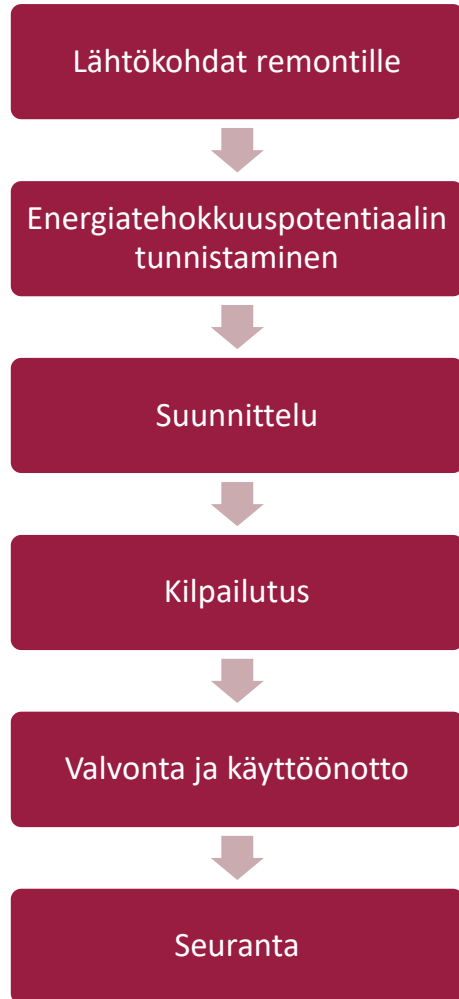 Lähtökohdat remontille
Energiatehokkuuspotentiaalin
tunnistaminen
Suunnittelu
Kilpailutus
Valvonta ja käyttöönotto
Seuranta